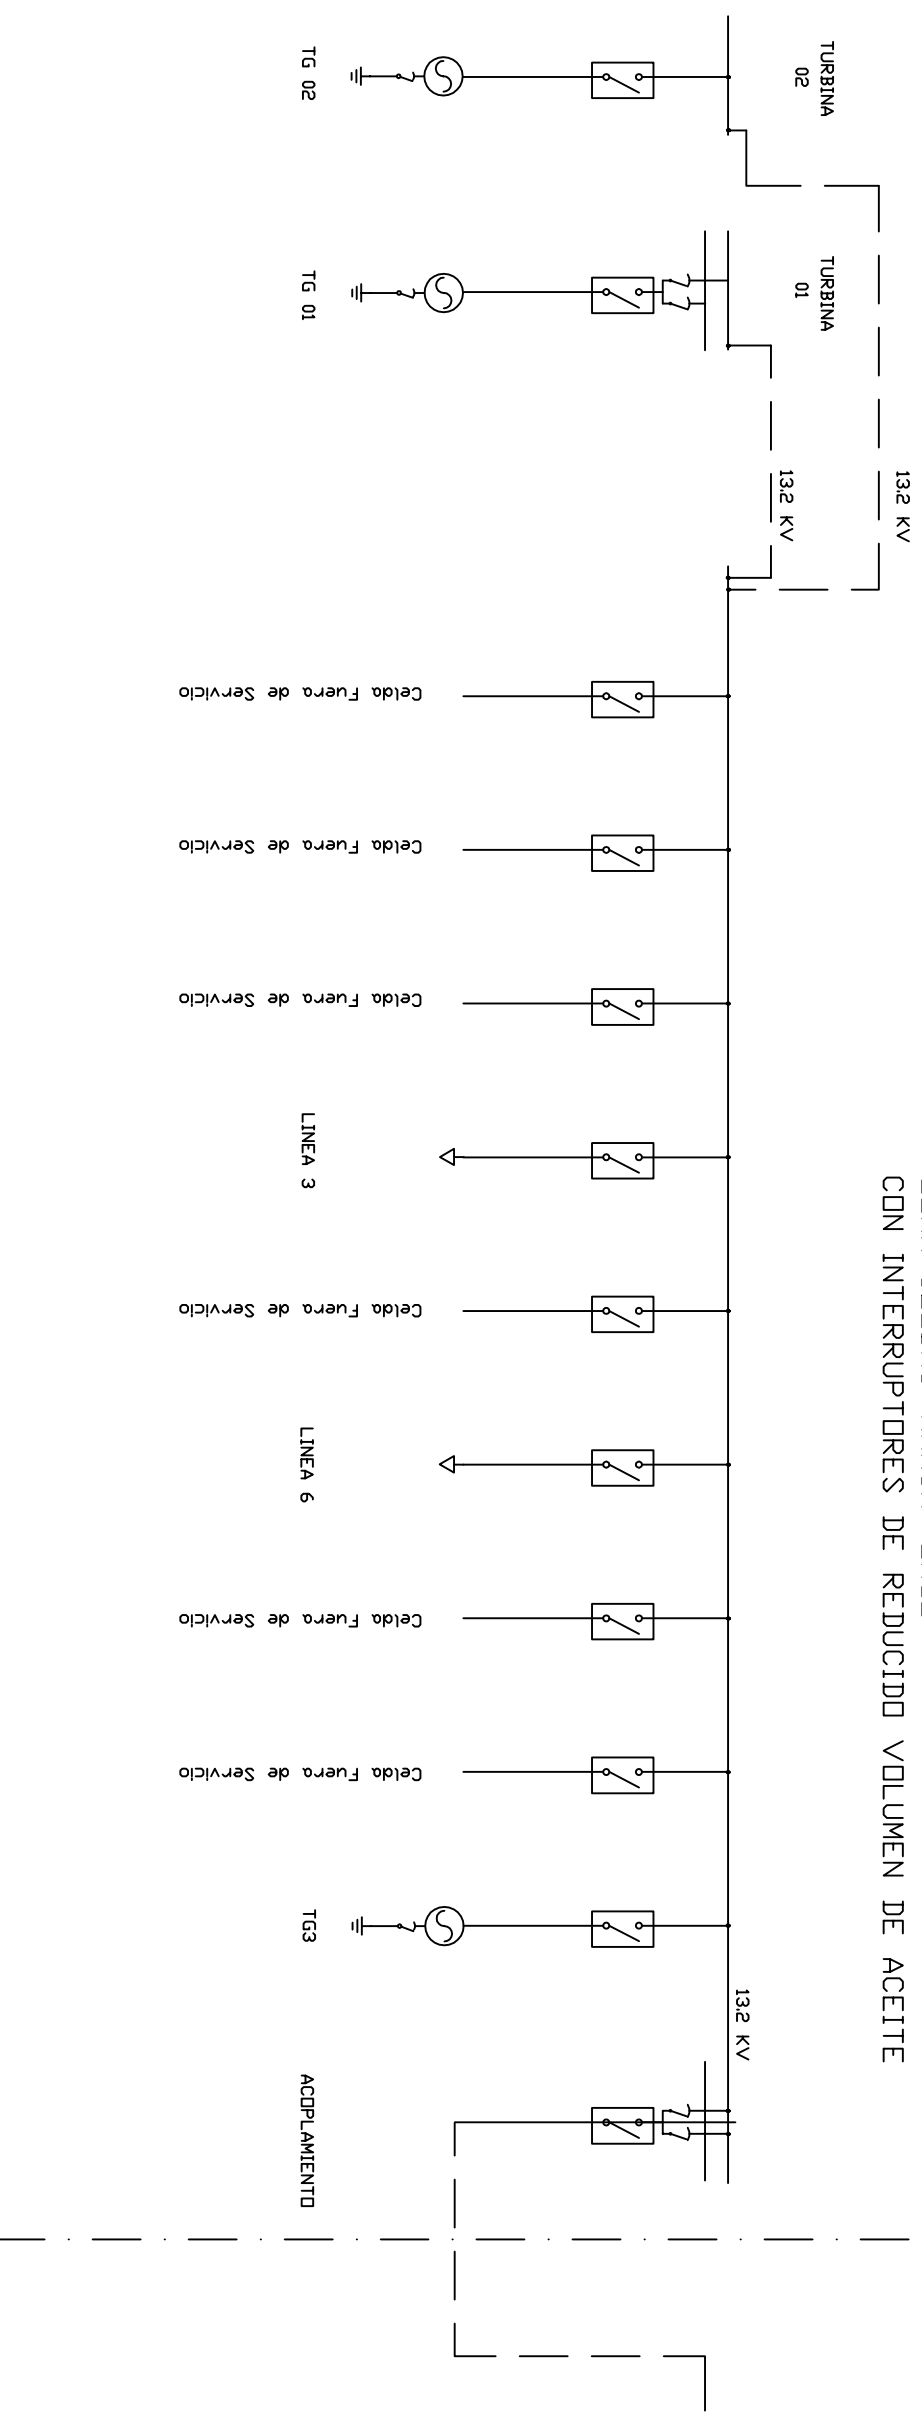 CON INTERRUPTORES DE REDUCIDO VOLUMEN DE ACEITE
TURBINA
02
TG 02
TURBINA
01
TG 01
13.2 KV
13.2 KV
Celda Fuera de Servicio
Celda Fuera de Servicio
Celda Fuera de Servicio
LINEA 3
Celda Fuera de Servicio
LINEA 6
Celda Fuera de Servicio
Celda Fuera de Servicio
TG3
13.2 KV
ACOPLAMIENTO